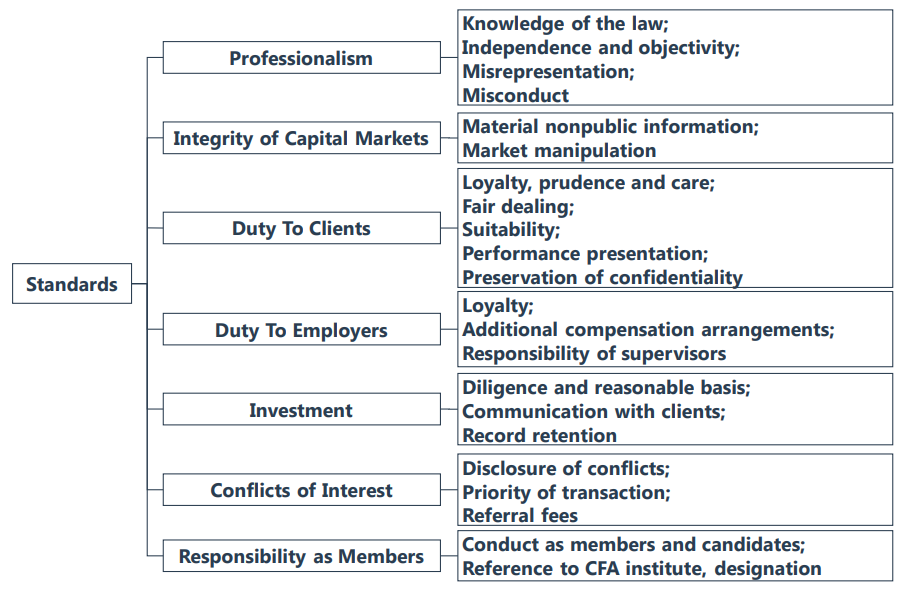 Standards
Professionalism
Knowledge of the law;
Independence and objectivity;
Misrepresentation;
Misconduct
Integrity of Capital Markets
Material nonpublic information;
Market manipulation
Duty To Clients
Loyalty, prudence and care;
Fair dealing;
Suitability;
Performance presentation;
Preservation of confidentiality
Duty To Employers
Loyalty;
Additional compensation arrangements;
Responsibility of supervisors
Investment
Diligence and reasonable basis;
Communication with clients;
Record retention
Conflicts of Interest
Disclosure of conflicts;
Priority of transaction;
Referral fees
Responsibility as Members
Conduct as members and candidates;
Reference to CFA institute, designation